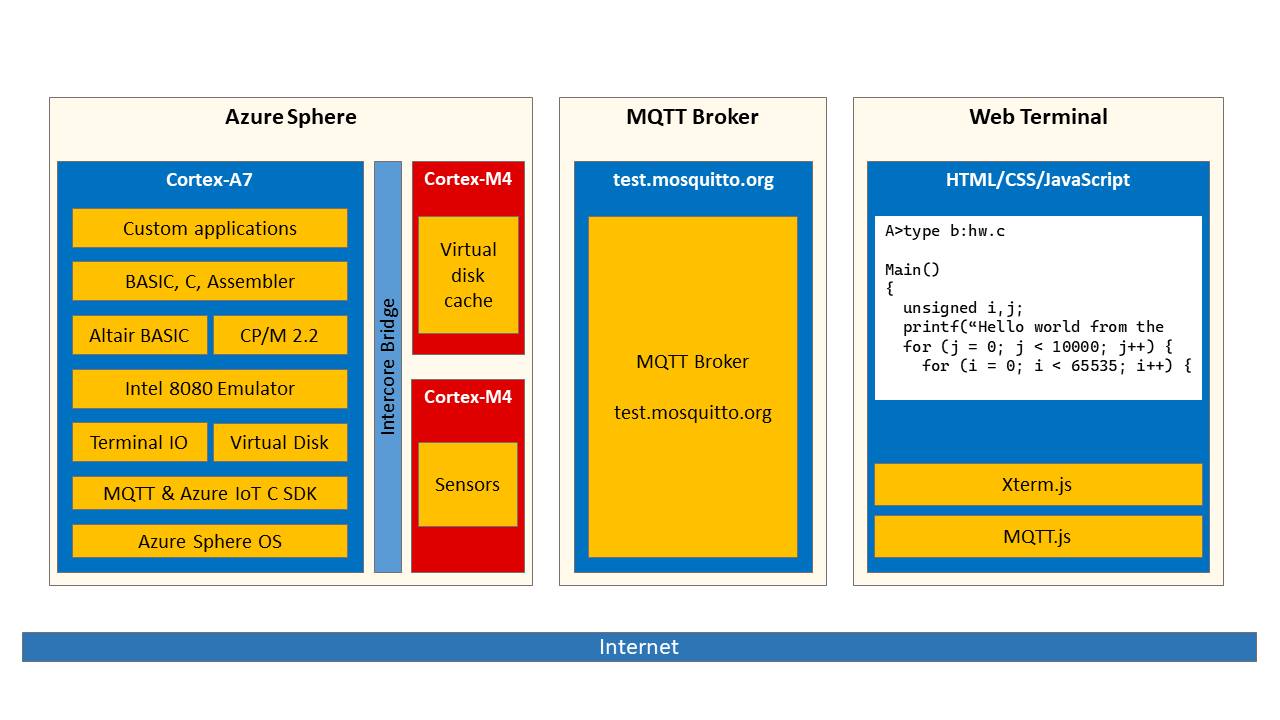 Azure Sphere
Cortex-A7
Custom applications
BASIC, C, Assembler
Altair BASIC
CP/M 2.2
Intel 8080 Emulator
Terminal IO
Virtual Disk
MQTT & Azure IoT C SDK
Azure Sphere OS
Intercore Bridge
Cortex-M4
Virtual
disk
cache
Cortex-M4
Sensors
MQTT Broker
test.mosquitto.org
MQTT Broker
test.mosquitto.org
Web Terminal
HTML/CSS/JavaScript
A>type b:hw.c
Main()
{
  unsigned i,j;
  printf(“Hello world from the
  for (j = 0; j < 10000; j++) {
    for (i = 0; i < 65535; i++) {
Xterm.js
MQTT.js
Internet